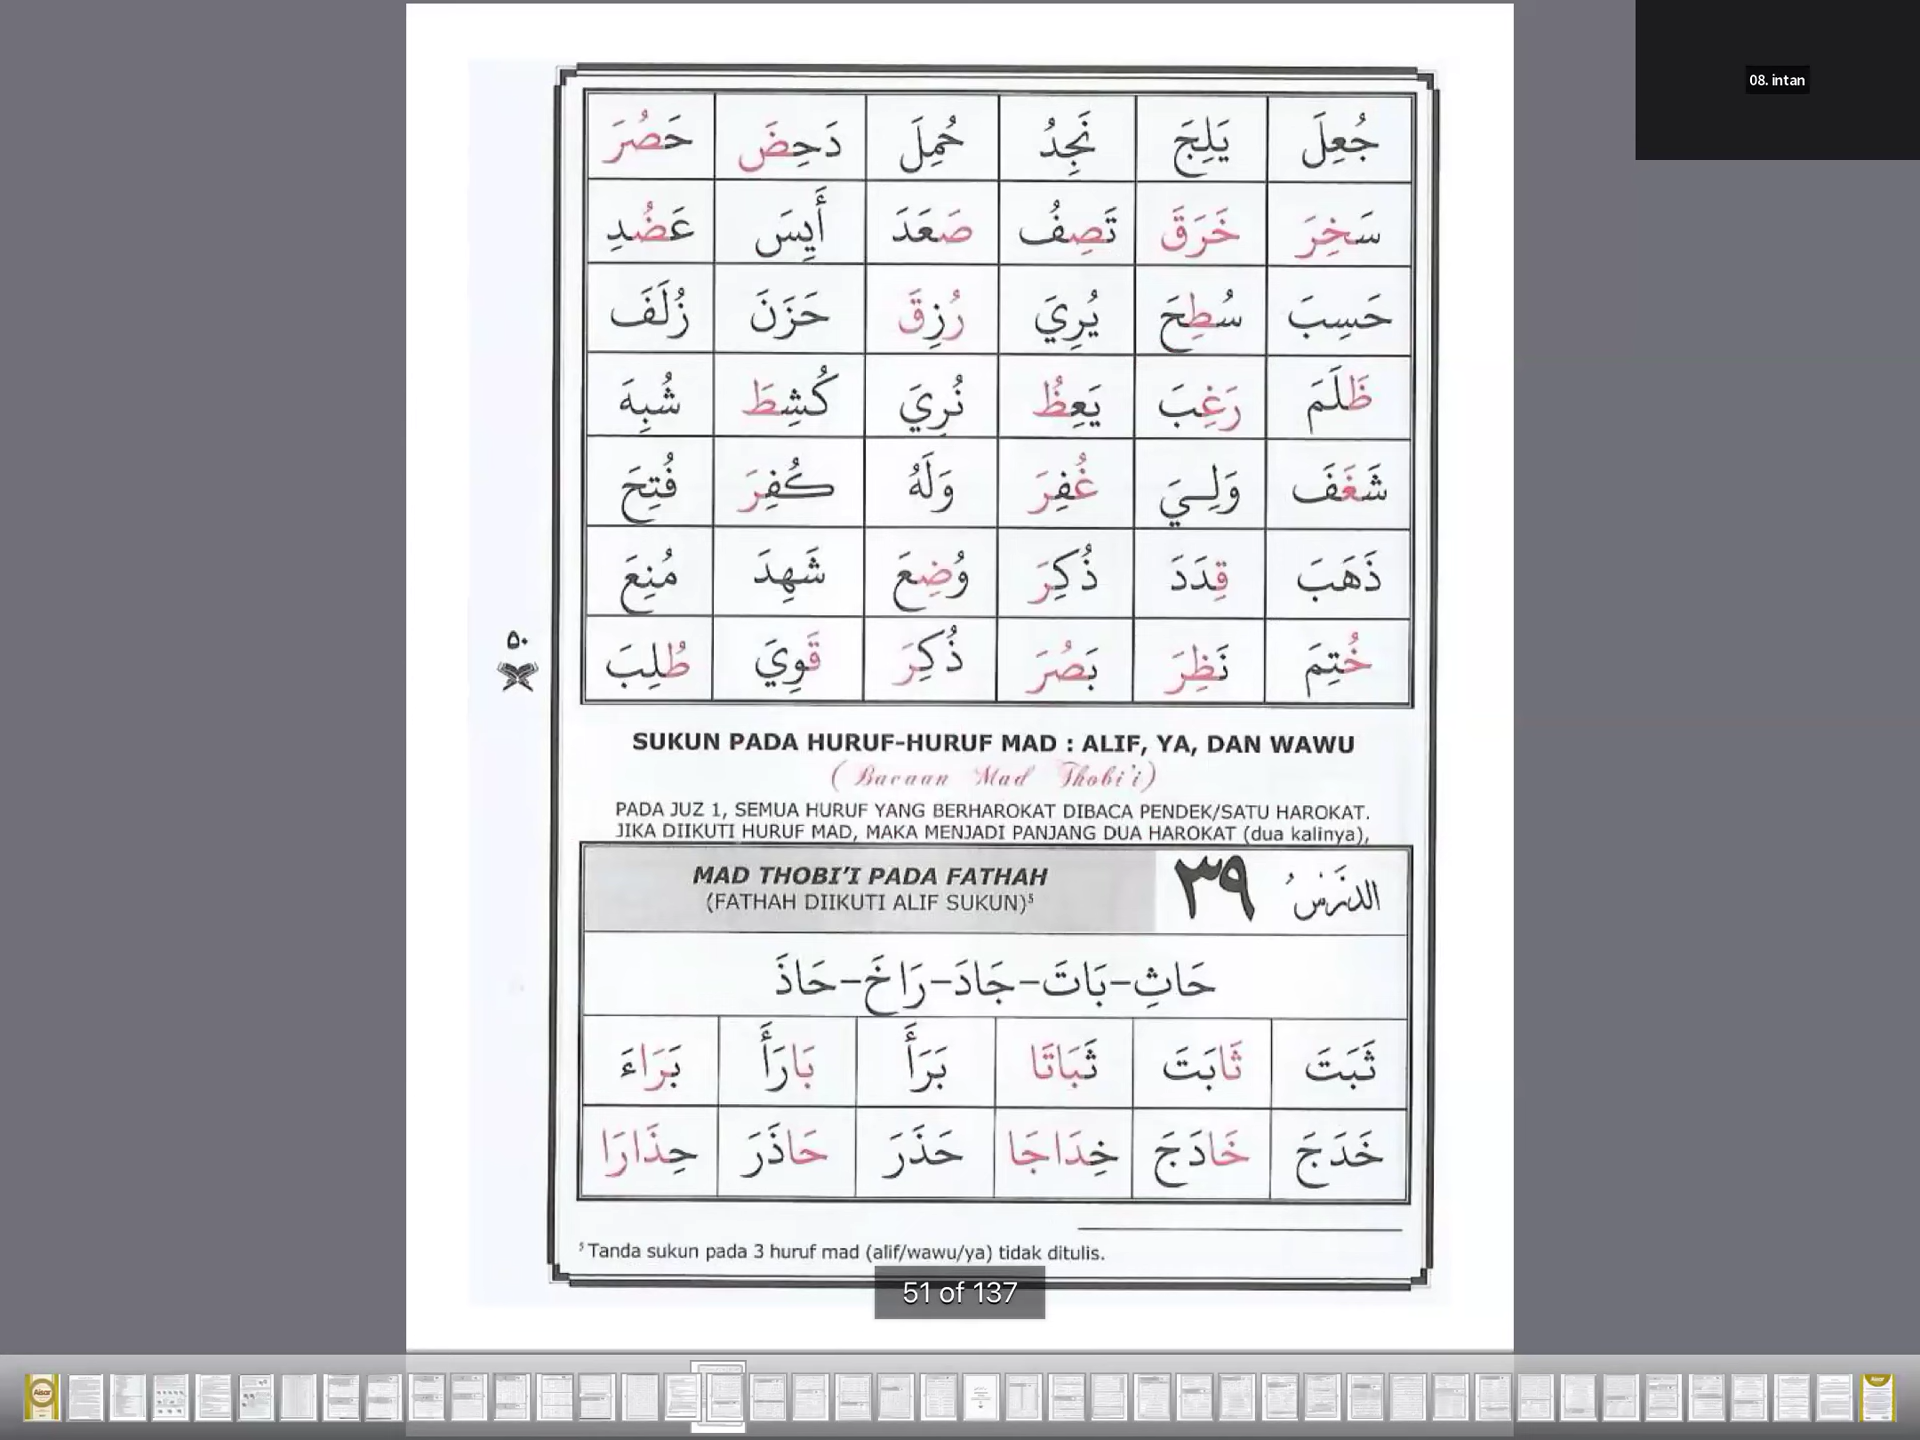 08. intan
جُعِلَ يَلِجَ نَجِدُ حُمِلَ دَحِضَ حَصُرَ
سَخِرَ خَرَقَ تَصِفُ صَعَدَ أَيِسَ عَضُدِ
حَسِبَ سُطِحَ يُرِيَ رُزِقَ حَزَنَ زُلَفَ
ظَلَمَ رَغِبَ يَعِظُ نُرِيَ كُشِطَ شُبِهَ
شَغَفَ وَلِيَ غُفِرَ وَلَهُ كُفِرَ فُتِحَ
ذَهَبَ قِدَدَ ذُكِرَ وُضِعَ شَهِدَ مُنِعَ
خُتِمَ نَظِرَ بَصُرَ ذُكِرَ قَوِيَ طُلِبَ
٥٠
SUKUN PADA HURUF-HURUF MAD : ALIF, YA, DAN WAWU
( Bacaan Mad Thobi'i)
PADA JUZ 1, SEMUA HURUF YANG BERHAROKAT DIBACA PENDEK/SATU HAROKAT.
JIKA DIIKUTI HURUF MAD, MAKA MENJADI PANJANG DUA HAROKAT (dua kalinya),
الدَّرْسُ ٣٩
MAD THOBI'I PADA FATHAH
(FATHAH DIIKUTI ALIF SUKUN)⁵
حَاثِ–بَاتَ–جَادَ–رَاخَ–حَاذَ
ثَبَتَ ثَابَتَ ثَبَاتَا بَرَأَ بَارَأَ بَرَاءَ
خَدَجَ خَادَجَ خِدَاجَا حَذَرَ حَاذَرَ حِذَارَا
⁵ Tanda sukun pada 3 huruf mad (alif/wawu/ya) tidak ditulis.
51 of 137
Aisar